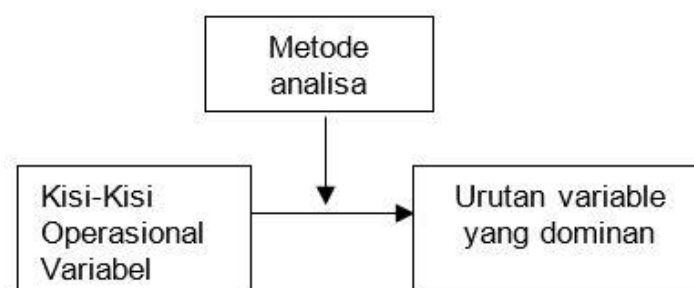 Metode
analisa
Kisi-Kisi
Operasional
Variabel
Urutan variable
yang dominan